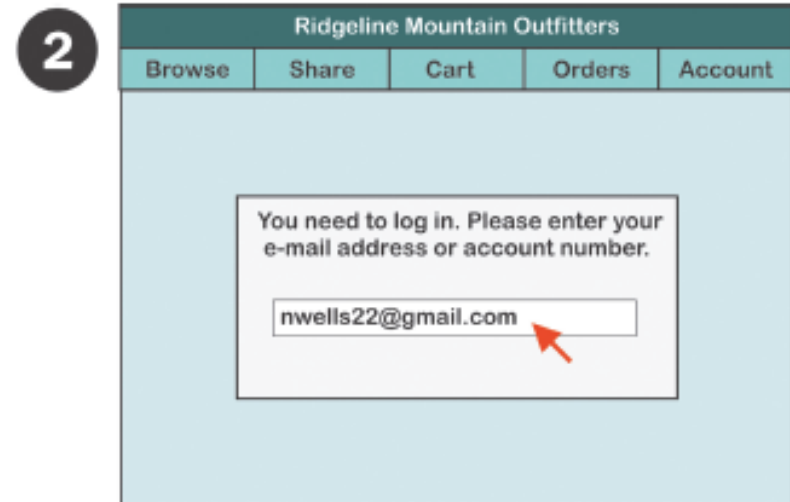 2
Ridgeline Mountain Outfitters
Browse Share Cart Orders Account
You need to log in. Please enter your
e-mail address or account number.
nwells22@gmail.com